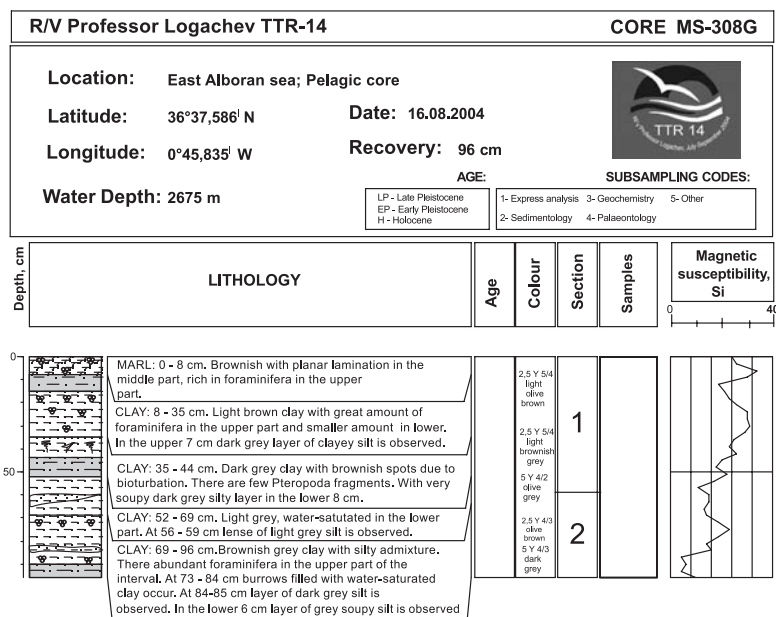 R/V Professor Logachev TTR-14
CORE MS-308G
Location: East Alboran sea; Pelagic core
Latitude: 36°37,586ᴵ N
Date: 16.08.2004
Longitude: 0°45,835ᴵ W
Recovery: 96 cm
Water Depth: 2675 m
TTR 14
R/V Professor Logachev, July September 2004
AGE:
LP - Late Pleistocene
EP - Early Pleistocene
H - Holocene
SUBSAMPLING CODES:
1- Express analysis 3- Geochemistry 5- Other
2- Sedimentology 4- Palaeontology
Depth, cm
LITHOLOGY
Age
Colour
Section
Samples
Magnetic
susceptibility,
Si
0 40
0
50
MARL: 0 - 8 cm. Brownish with planar lamination in the
middle part, rich in foraminifera in the upper
part.
CLAY: 8 - 35 cm. Light brown clay with great amount of
foraminifera in the upper part and smaller amount in lower.
In the upper 7 cm dark grey layer of clayey silt is observed.
CLAY: 35 - 44 cm. Dark grey clay with brownish spots due to
bioturbation. There are few Pteropoda fragments. With very
soupy dark grey silty layer in the lower 8 cm.
CLAY: 52 - 69 cm. Light grey, water-satutated in the lower
part. At 56 - 59 cm lense of light grey silt is observed.
CLAY: 69 - 96 cm.Brownish grey clay with silty admixture.
There abundant foraminifera in the upper part of the
interval. At 73 - 84 cm burrows filled with water-saturated
clay occur. At 84-85 cm layer of dark grey silt is
observed. In the lower 6 cm layer of grey soupy silt is observed
2,5 Y 5/4
light
olive
brown
2,5 Y 5/4
light
brownish
grey
5 Y 4/2
olive
grey
2,5 Y 4/3
olive
brown
5 Y 4/3
dark
grey
1
2